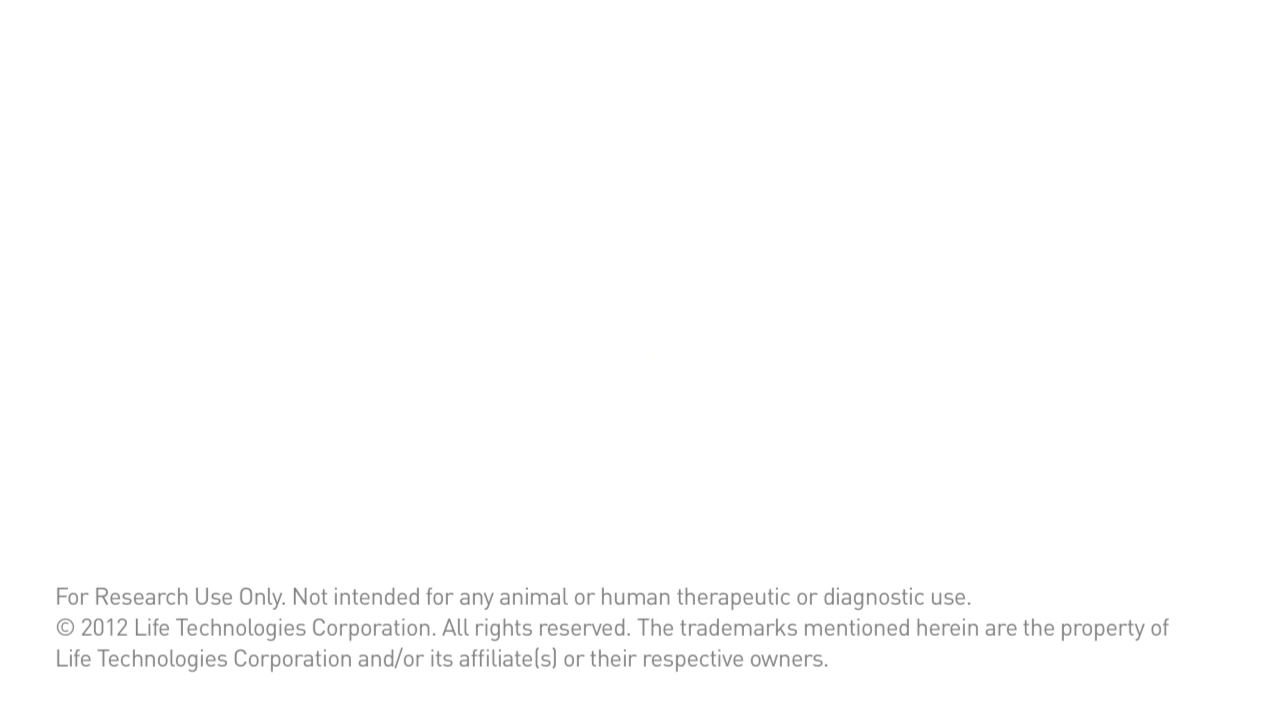 For Research Use Only. Not intended for any animal or human therapeutic or diagnostic use.
© 2012 Life Technologies Corporation. All rights reserved. The trademarks mentioned herein are the property of
Life Technologies Corporation and/or its affiliate(s) or their respective owners.